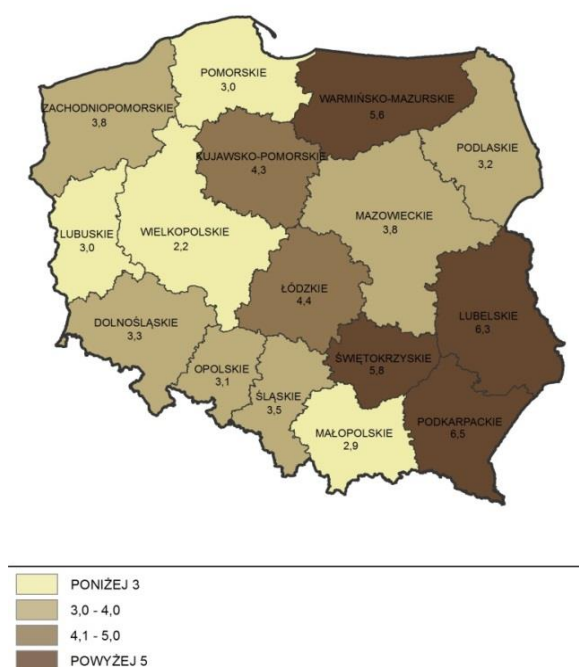 POMORSKIE
3,0
WARMIŃSKO-MAZURSKIE
5,6
ZACHODNIOPOMORSKIE
3,8
PODLASKIE
3,2
KUJAWSKO-POMORSKIE
4,3
MAZOWIECKIE
3,8
LUBUSKIE
3,0
WIELKOPOLSKIE
2,2
ŁÓDZKIE
4,4
LUBELSKIE
6,3
DOLNOŚLĄSKIE
3,3
ŚWIĘTOKRZYSKIE
5,8
OPOLSKIE
3,1
ŚLĄSKIE
3,5
PODKARPACKIE
6,5
MAŁOPOLSKIE
2,9
PONIŻEJ 3
3,0 - 4,0
4,1 - 5,0
POWYŻEJ 5